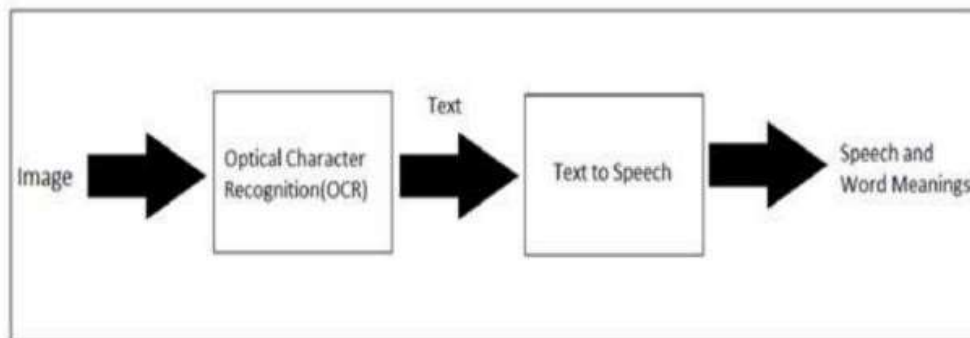 Image
Optical Character
Recognition(OCR)
Text
Text to Speech
Speech and
Word Meanings